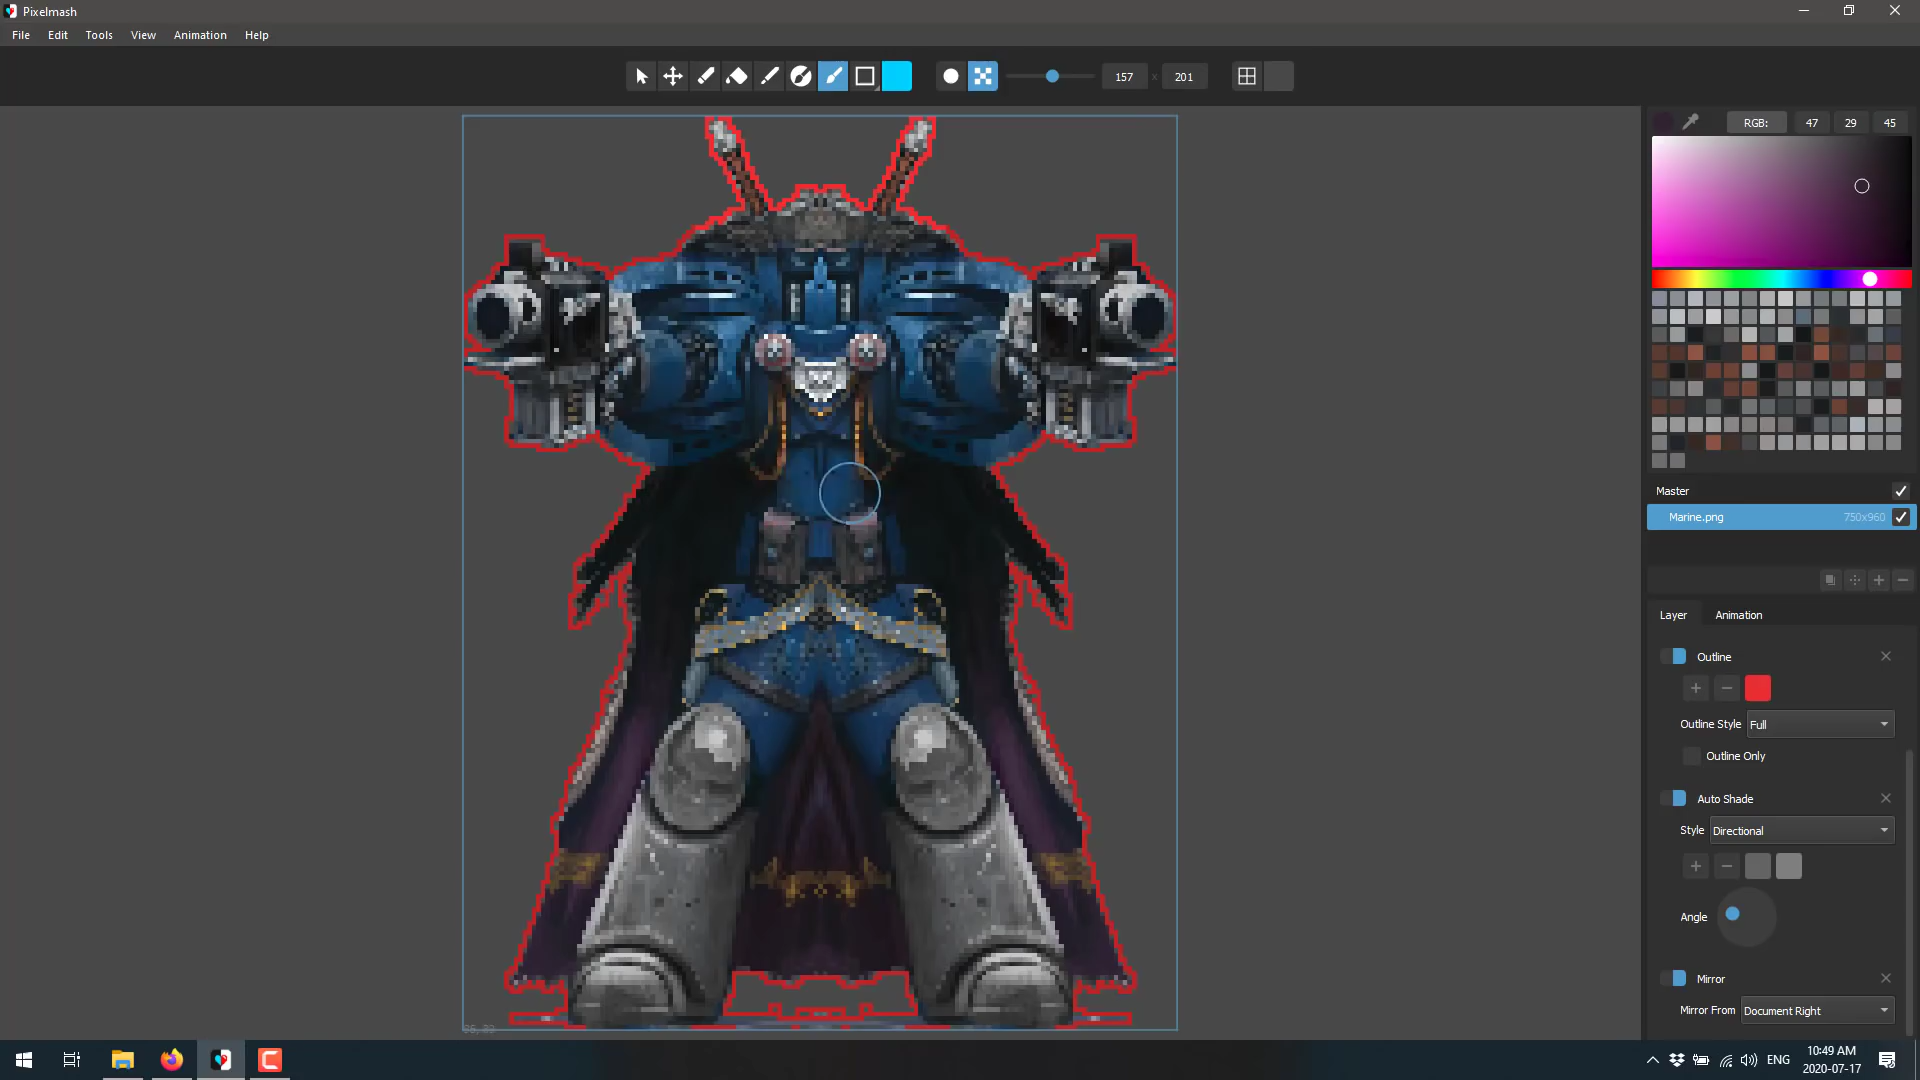 Pixelmash
File Edit Tools View Animation Help
157 x 201
RGB: 47 29 45
Master
Marine.png 750x960
Layer Animation
Outline
Outline Style Full
Outline Only
Auto Shade
Style Directional
Angle
Mirror
Mirror From Document Right
ENG
10:49 AM
2020-07-17